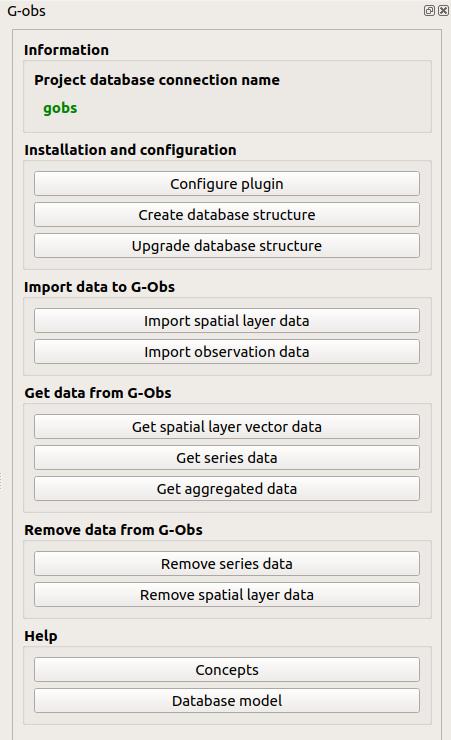 G-obs
Information
Project database connection name
gobs
Installation and configuration
Configure plugin
Create database structure
Upgrade database structure
Import data to G-Obs
Import spatial layer data
Import observation data
Get data from G-Obs
Get spatial layer vector data
Get series data
Get aggregated data
Remove data from G-Obs
Remove series data
Remove spatial layer data
Help
Concepts
Database model